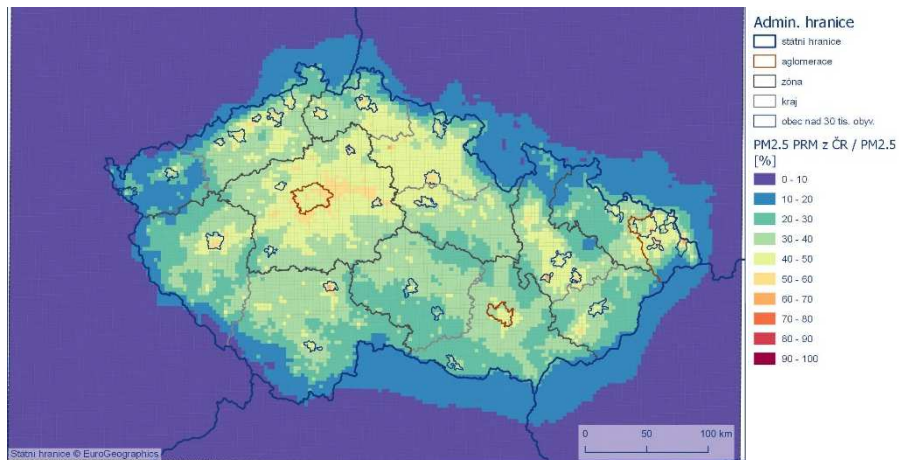 Admin. hranice
státní hranice
aglomerace
zóna
kraj
obec nad 30 tis. obyv.
PM2.5 PRM z ČR / PM2.5
[%]
0 - 10
10 - 20
20 - 30
30 - 40
40 - 50
50 - 60
60 - 70
70 - 80
80 - 90
90 - 100
0 50 100 km
Státní hranice © EuroGeographics